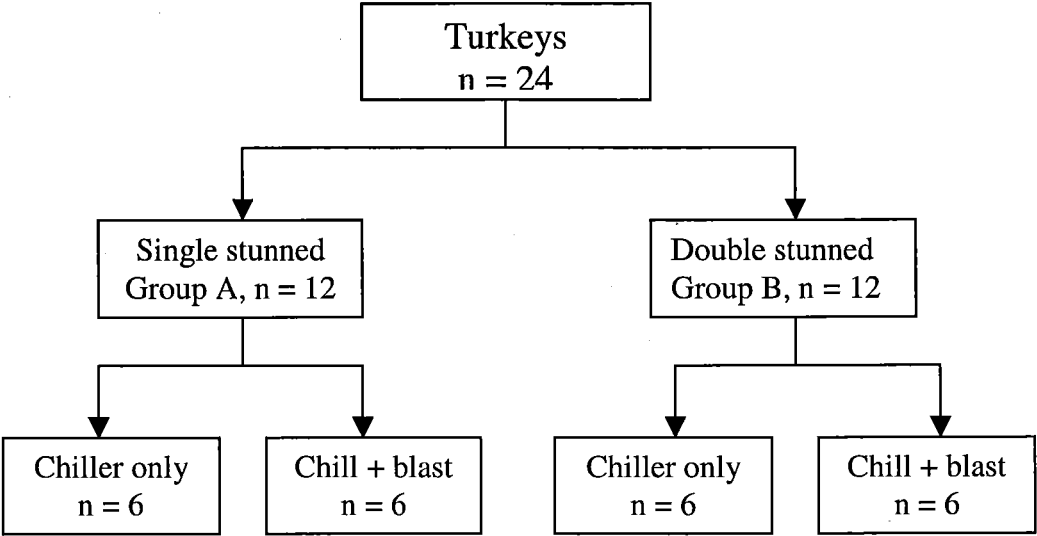 Turkeys
n = 24
Single stunned
Group A, n = 12
Double stunned
Group B, n = 12
Chiller only
n = 6
Chill + blast
n = 6
Chiller only
n = 6
Chill + blast
n = 6